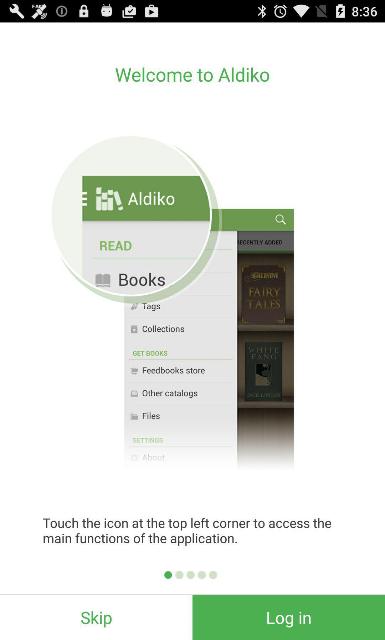 8:36
Welcome to Aldiko
Aldiko
READ
Books
RECENTLY ADDED
FAIRY
TALES
Tags
Collections
WHITE
FANG
GET BOOKS
Feedbooks store
Other catalogs
Files
SETTINGS
About
Touch the icon at the top left corner to access the
main functions of the application.
Skip
Log in